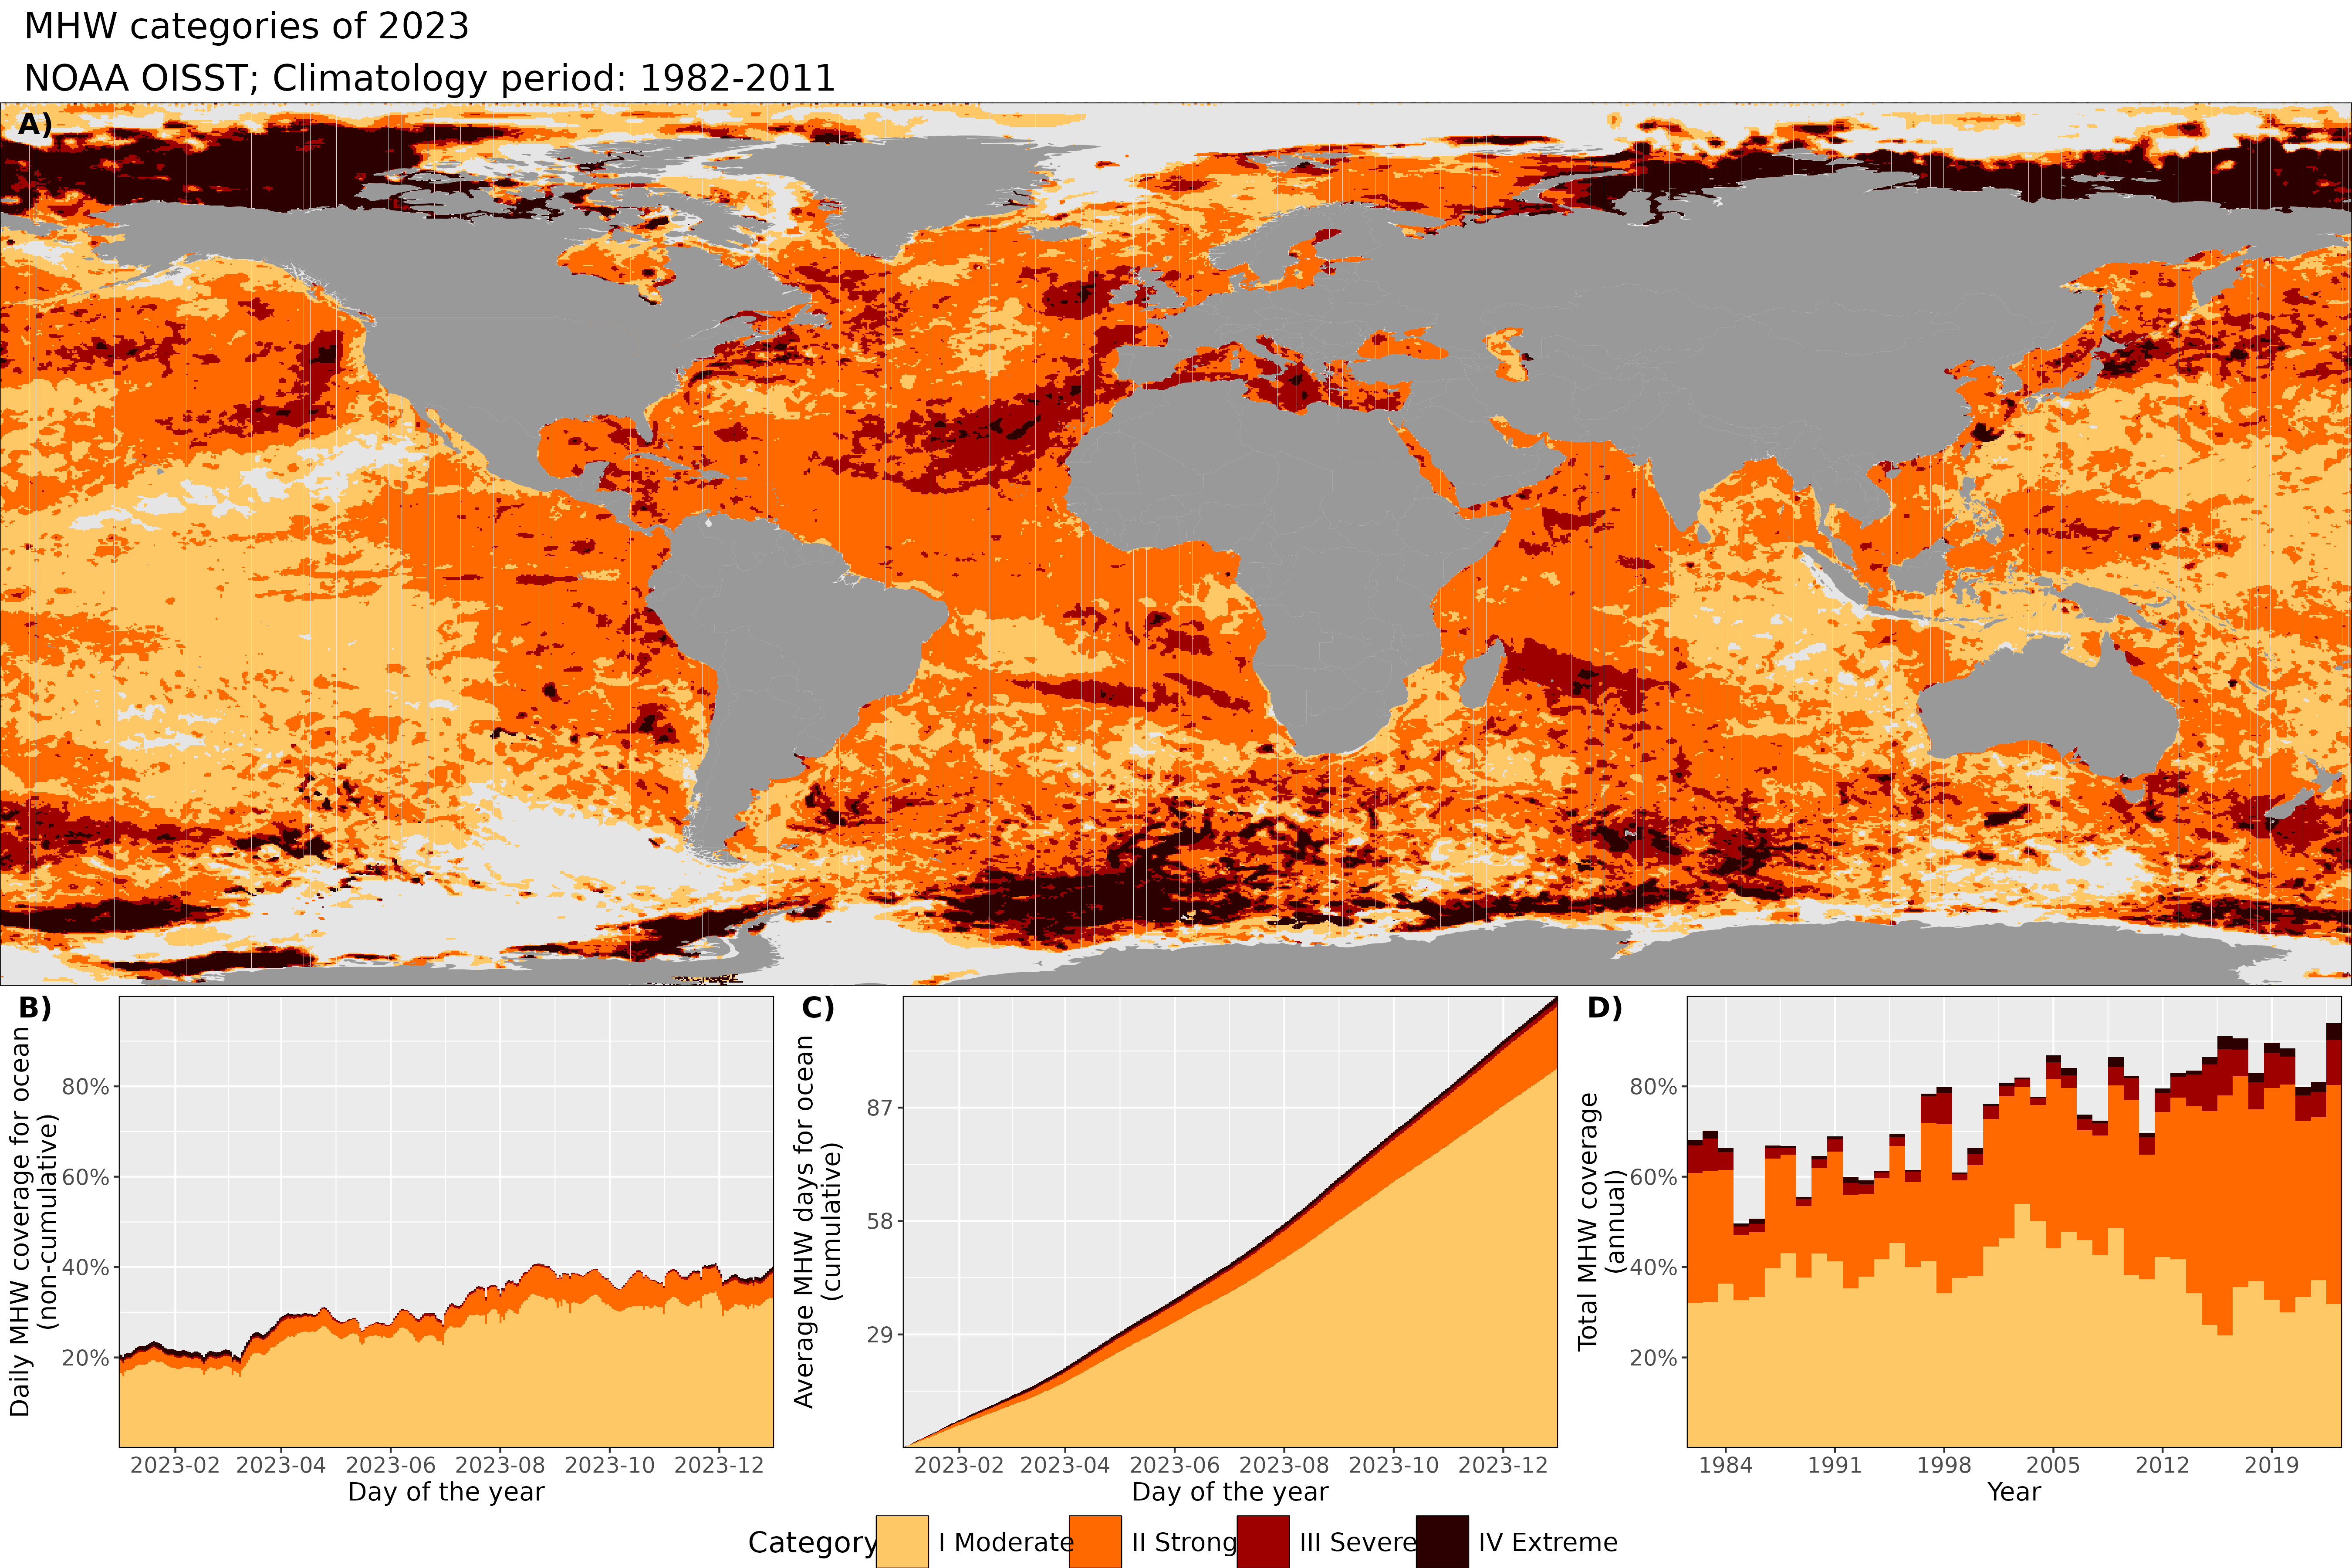 MHW categories of 2023
NOAA OISST; Climatology period: 1982-2011
A)
B)
Daily MHW coverage for ocean
(non-cumulative)
80%
60%
40%
20%
2023-02 2023-04 2023-06 2023-08 2023-10 2023-12
Day of the year
C)
Average MHW days for ocean
(cumulative)
87
58
29
2023-02 2023-04 2023-06 2023-08 2023-10 2023-12
Day of the year
D)
Total MHW coverage
(annual)
80%
60%
40%
20%
1984 1991 1998 2005 2012 2019
Year
Category I Moderate II Strong III Severe IV Extreme